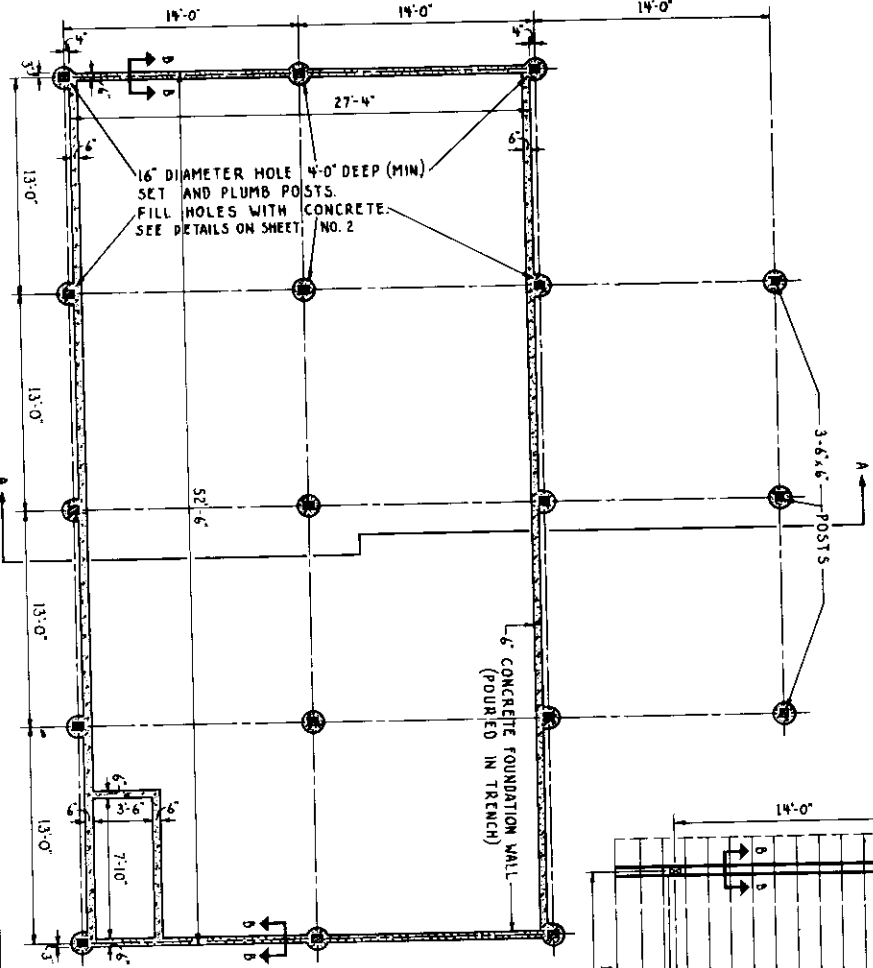 14'-0"
14'-0"
14'-0"
4"
4"
3"
B
B
6"
27'-4"
6"
6"
16" DIAMETER HOLE 4'-0" DEEP (MIN)
SET AND PLUMB POSTS.
FILL HOLES WITH CONCRETE.
SEE DETAILS ON SHEET NO. 2
13'-0"
13'-0"
52'-6"
3-6"x6" POSTS
A
A
13'-0"
6" CONCRETE FOUNDATION WALL
(POURED IN TRENCH)
6"
6"
3'-6"
6"
13'-0"
7'-10"
14'-0"
B
B
B
B
3"
6"